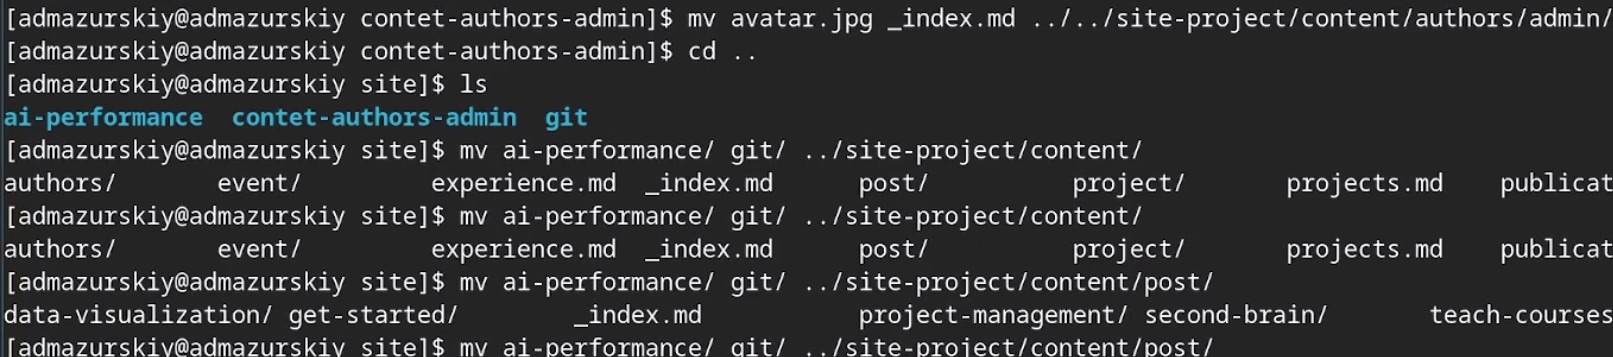 [admazurskiy@admazurskiy contet-authors-admin]$ mv avatar.jpg _index.md ../../site-project/content/authors/admin/
[admazurskiy@admazurskiy contet-authors-admin]$ cd ..
[admazurskiy@admazurskiy site]$ ls
ai-performance  contet-authors-admin  git
[admazurskiy@admazurskiy site]$ mv ai-performance/ git/ ../site-project/content/
authors/       event/         experience.md  _index.md      post/          project/       projects.md    publicat
[admazurskiy@admazurskiy site]$ mv ai-performance/ git/ ../site-project/content/
authors/       event/         experience.md  _index.md      post/          project/       projects.md    publicat
[admazurskiy@admazurskiy site]$ mv ai-performance/ git/ ../site-project/content/post/
data-visualization/ get-started/        _index.md           project-management/ second-brain/       teach-courses
[admazurskiy@admazurskiy site]$ mv ai-performance/ git/ ../site-project/content/post/